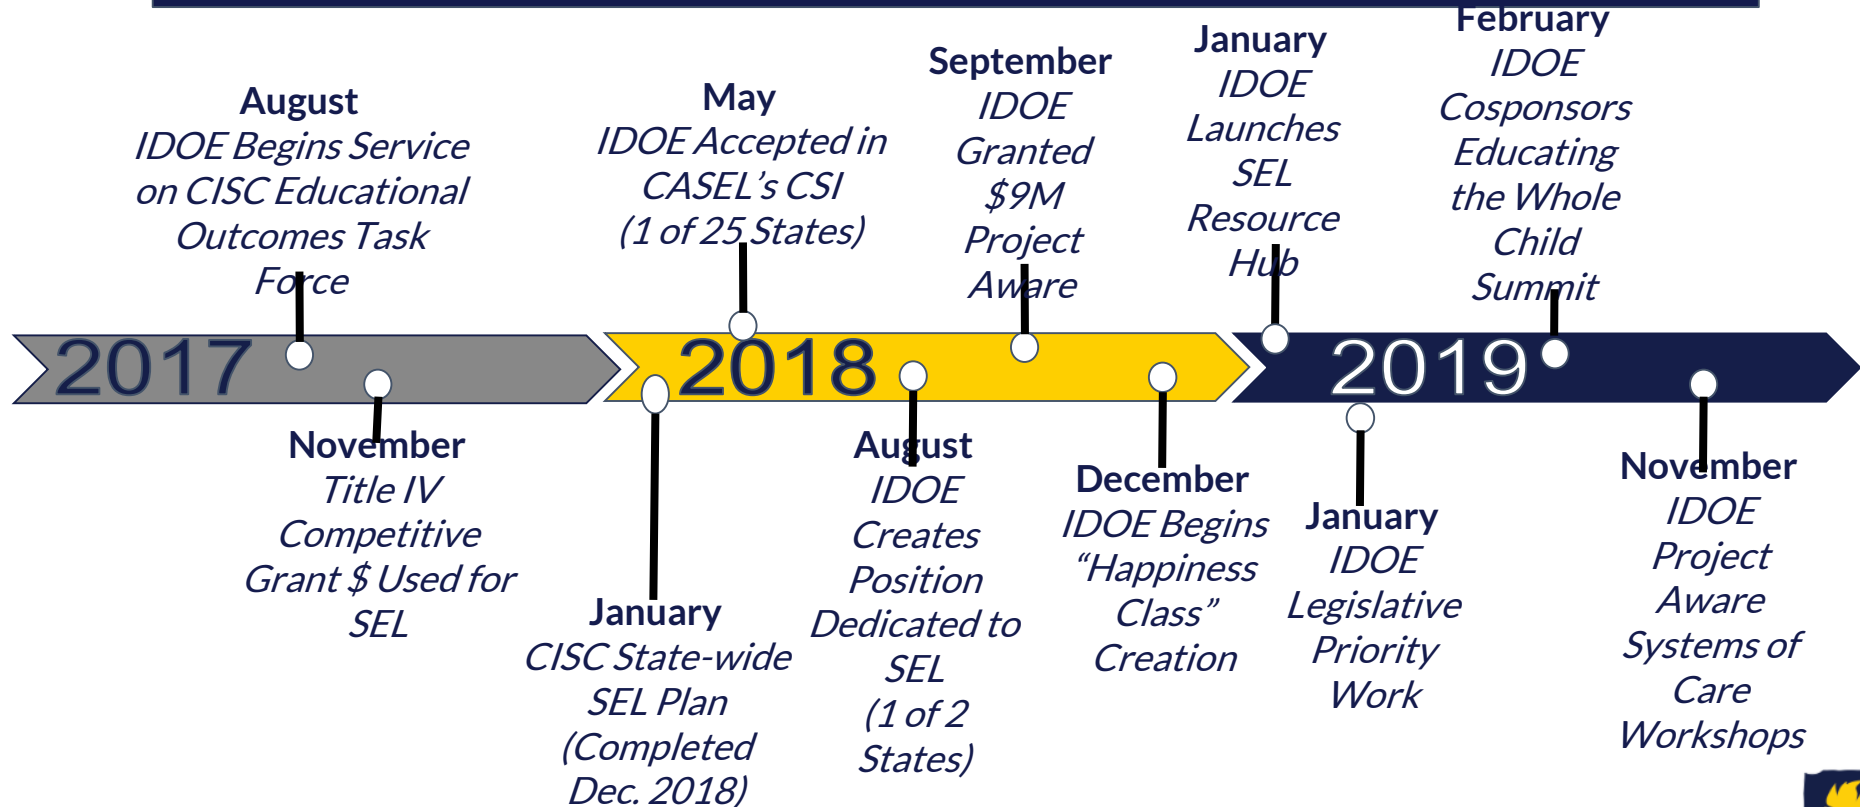 August
IDOE Begins Service
on CISC Educational
Outcomes Task
Force
May
IDOE Accepted in
CASEL’s CSI
(1 of 25 States)
September
IDOE
Granted
$9M
Project
Aware
January
IDOE
Launches
SEL
Resource
Hub
February
IDOE
Cosponsors
Educating
the Whole
Child
Summit
2017
2018
2019
November
Title IV
Competitive
Grant $ Used for
SEL
January
CISC State-wide
SEL Plan
(Completed
Dec. 2018)
August
IDOE
Creates
Position
Dedicated to
SEL
(1 of 2
States)
December
IDOE Begins
“Happiness
Class”
Creation
January
IDOE
Legislative
Priority
Work
November
IDOE
Project
Aware
Systems of
Care
Workshops